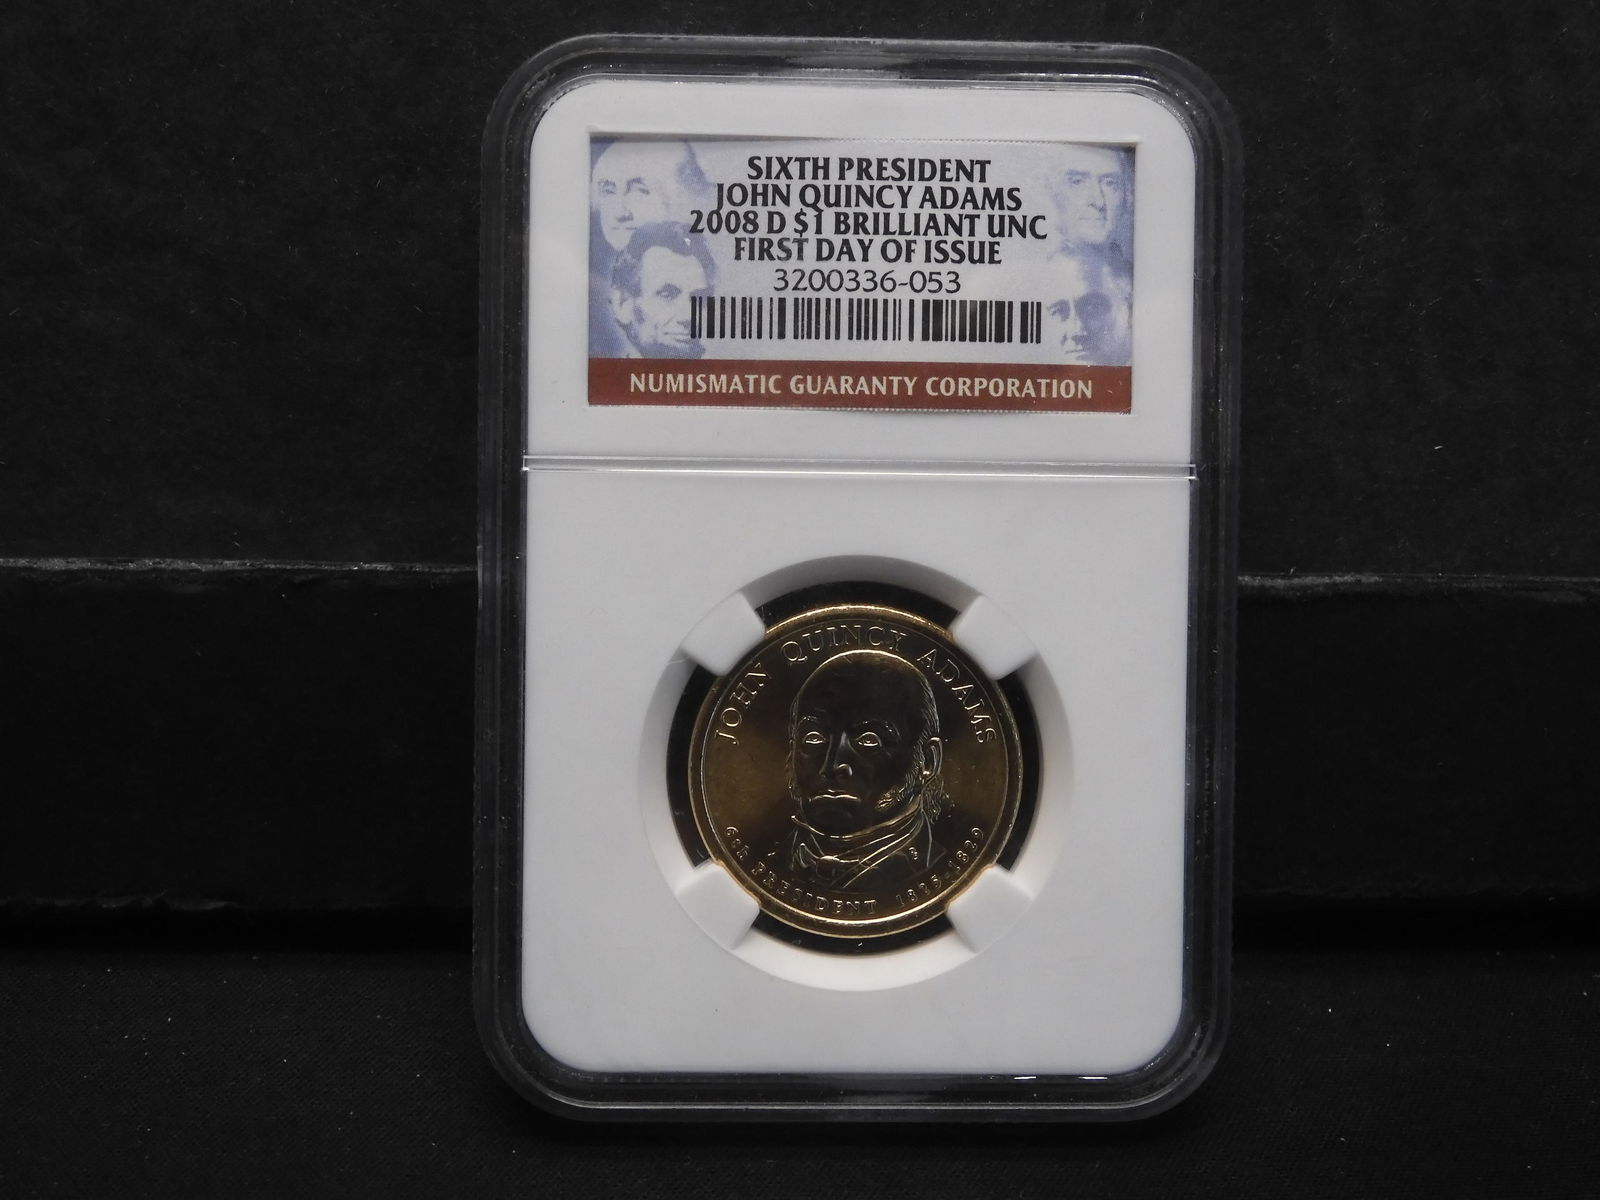 SIXTH PRESIDENT
JOHN QUINCY ADAMS
2008 D $1 BRILLIANT UNC
FIRST DAY OF ISSUE
3200336-053
NUMISMATIC GUARANTY CORPORATION
JOHN QUINCY ADAMS
6th PRESIDENT 1825-1829